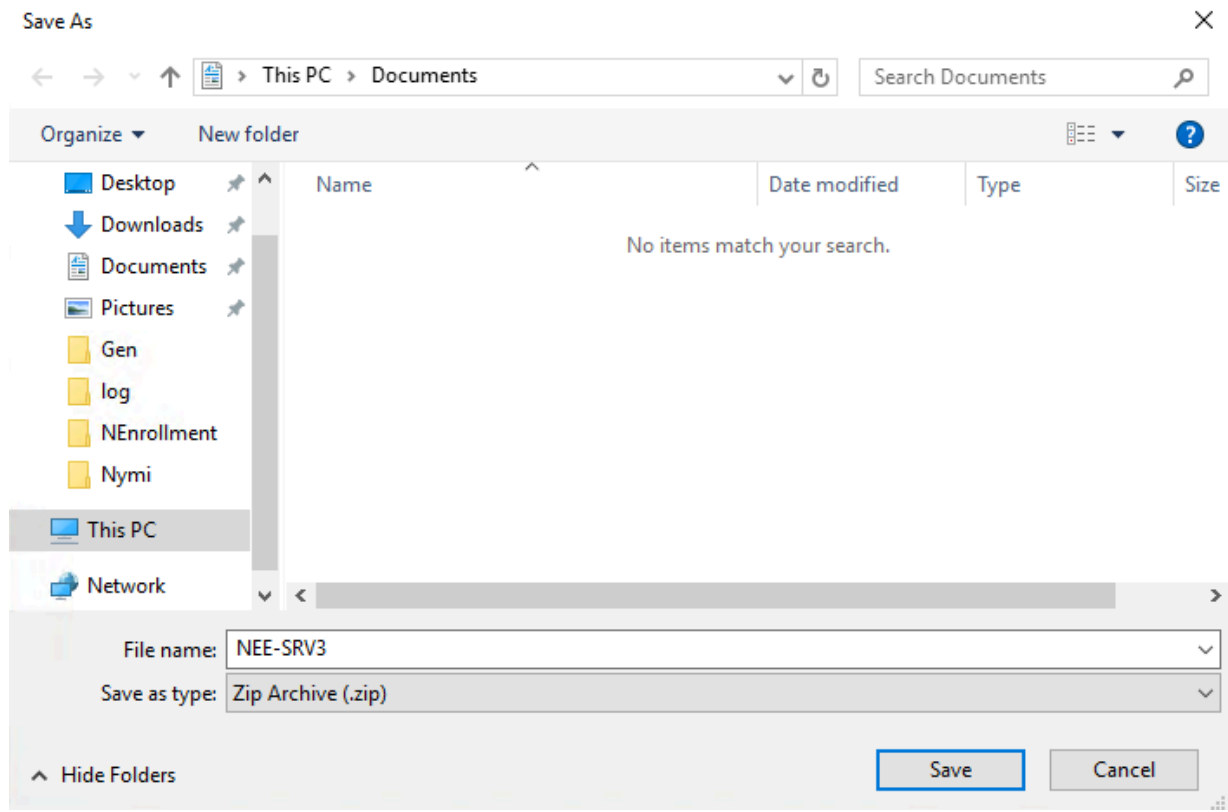 Save As
This PC > Documents
Search Documents
Organize
New folder
Name
Date modified
Type
Size
No items match your search.
Desktop
Downloads
Documents
Pictures
Gen
log
NEnrollment
Nymi
This PC
Network
File name: NEE-SRV3
Save as type: Zip Archive (.zip)
Hide Folders
Save
Cancel